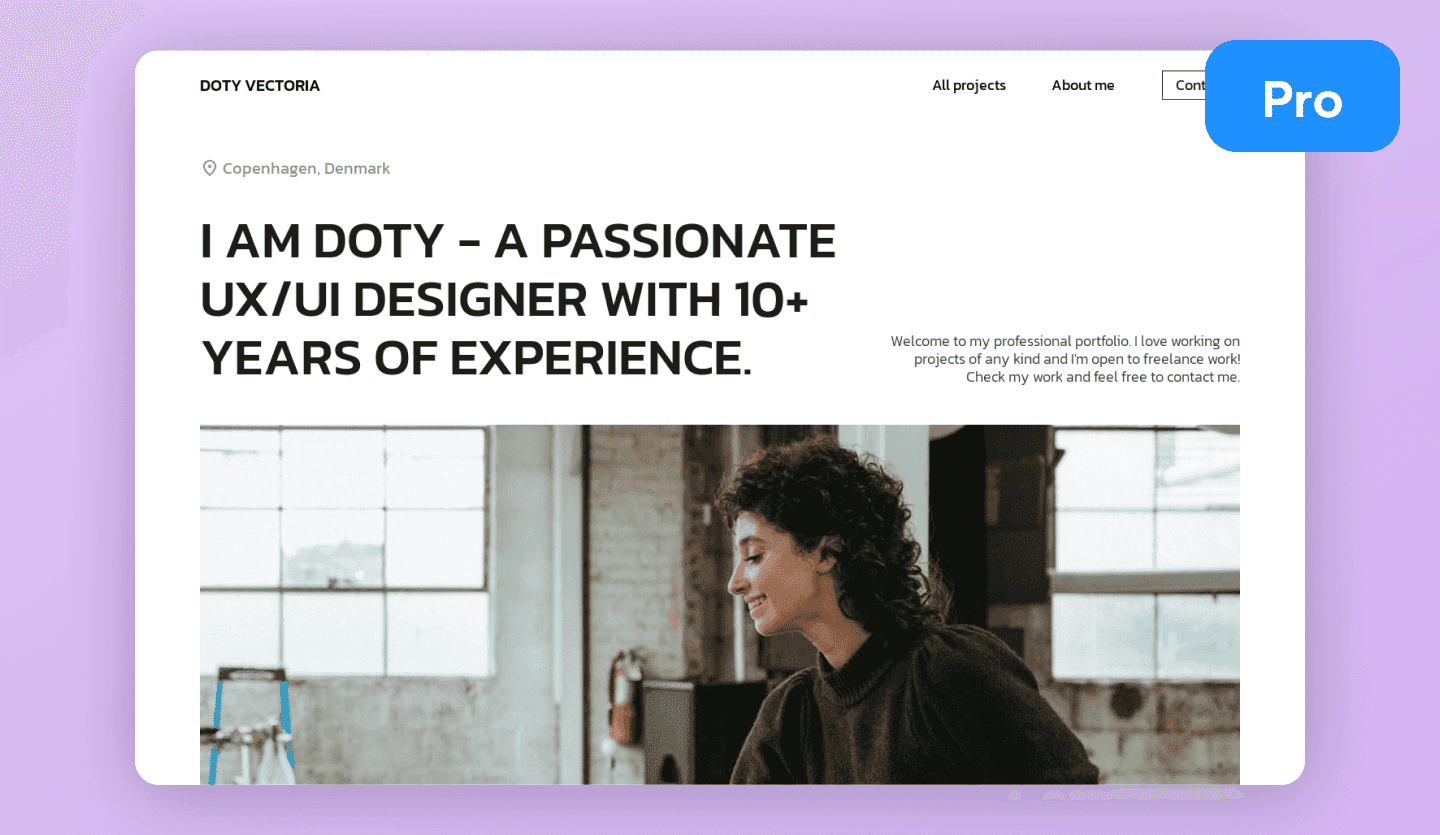 DOTY VECTORIA
All projects
About me
Cont
Pro
Copenhagen, Denmark
I AM DOTY – A PASSIONATE
UX/UI DESIGNER WITH 10+
YEARS OF EXPERIENCE.
Welcome to my professional portfolio. I love working on
projects of any kind and I'm open to freelance work!
Check my work and feel free to contact me.